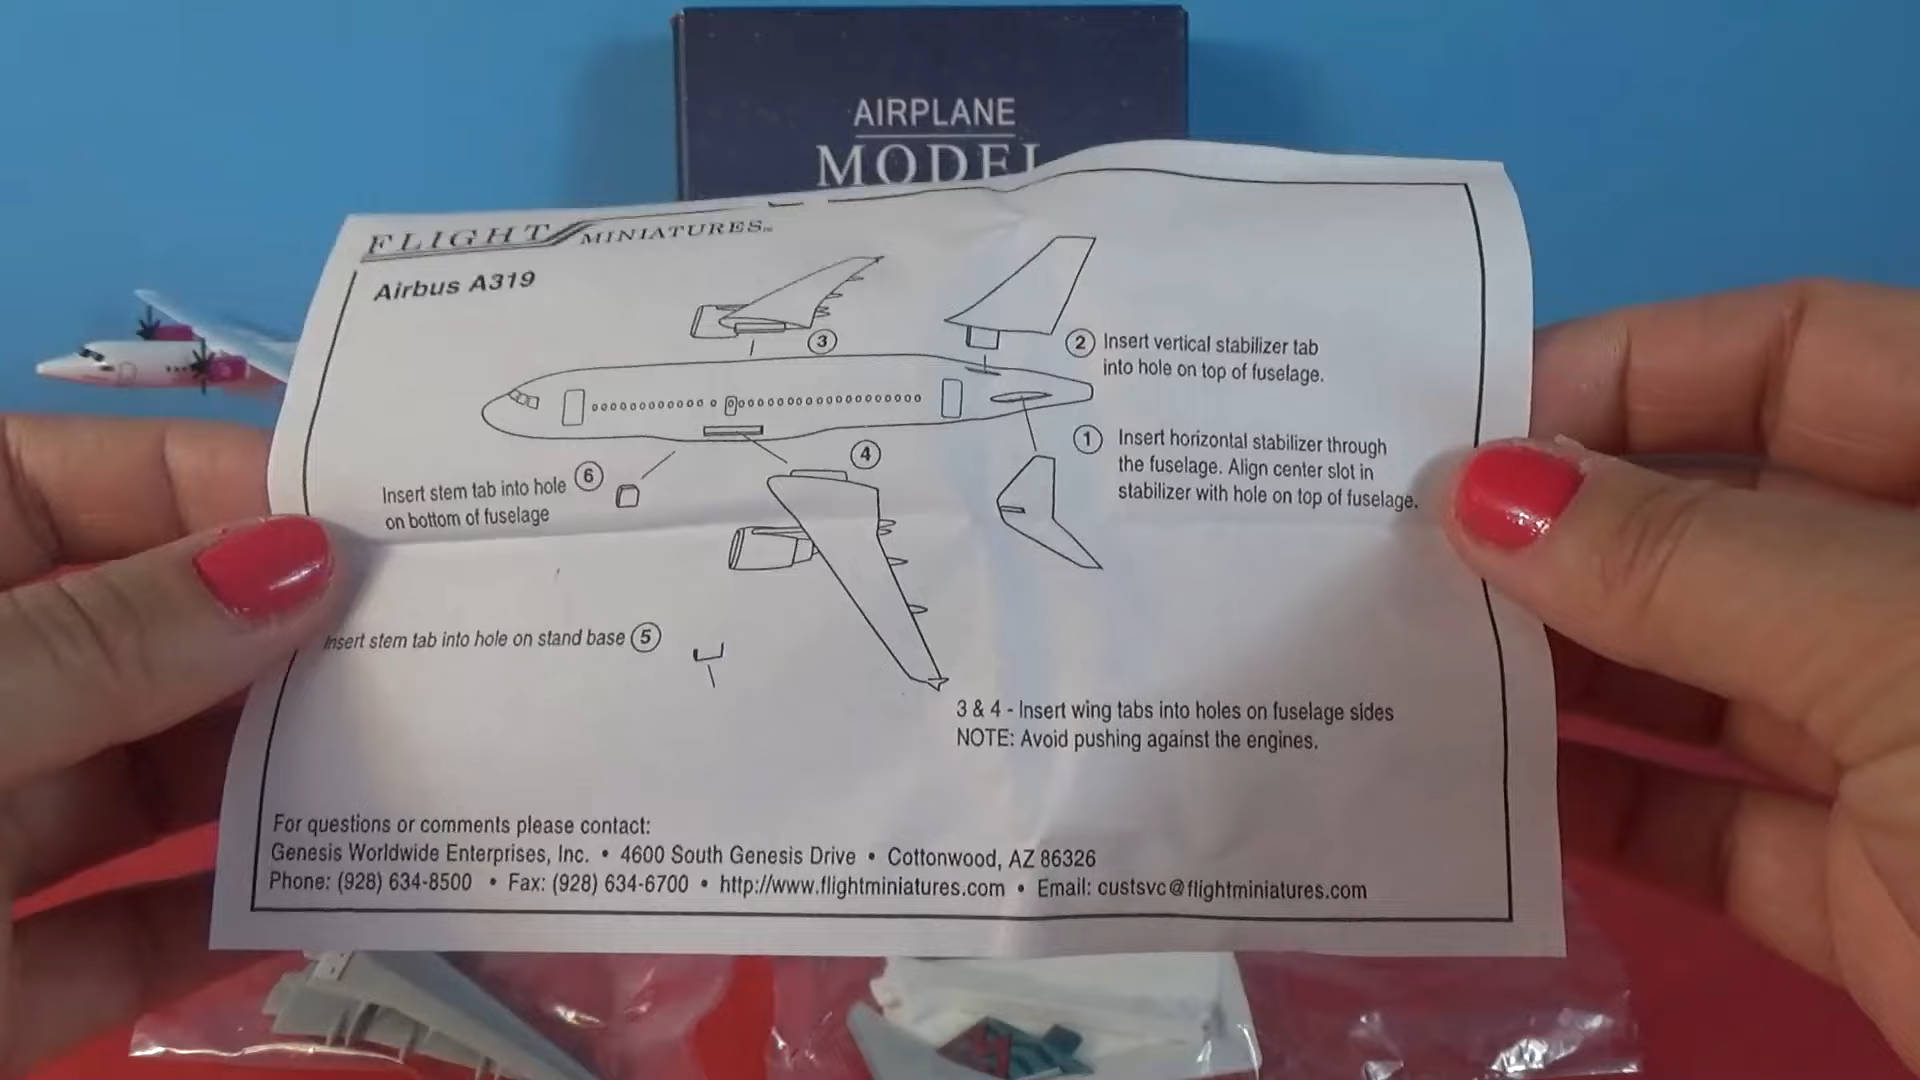 AIRPLANE
MODEL
FLIGHT MINIATURES
Airbus A319
3
2 Insert vertical stabilizer tab
into hole on top of fuselage.
1 Insert horizontal stabilizer through
the fuselage. Align center slot in
stabilizer with hole on top of fuselage.
4
Insert stem tab into hole 6
on bottom of fuselage
Insert stem tab into hole on stand base 5
3 & 4 - Insert wing tabs into holes on fuselage sides
NOTE: Avoid pushing against the engines.
For questions or comments please contact:
Genesis Worldwide Enterprises, Inc. • 4600 South Genesis Drive • Cottonwood, AZ 86326
Phone: (928) 634-8500 • Fax: (928) 634-6700 • http://www.flightminiatures.com • Email: custsvc@flightminiatures.com